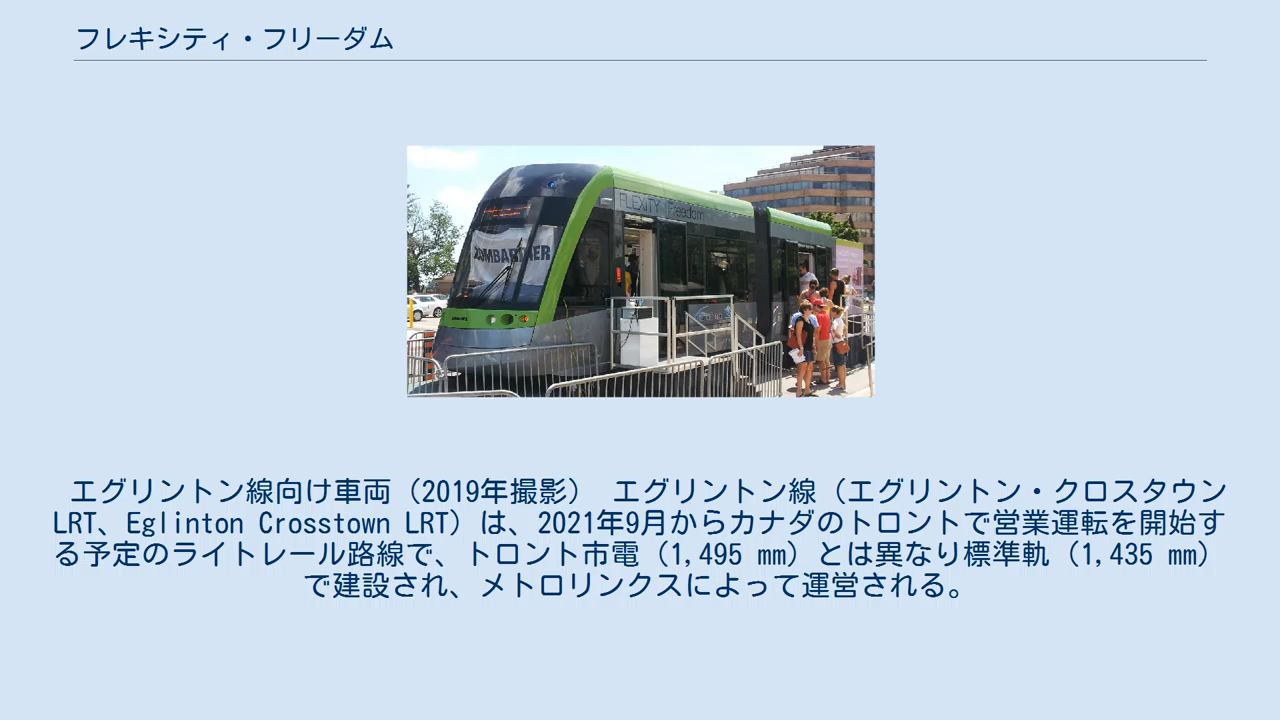 フレキシティ・フリーダム
FLEXITY Freedom
BOMBARDIER
エグリントン線向け車両（2019年撮影） エグリントン線（エグリントン・クロスタウン
LRT、Eglinton Crosstown LRT）は、2021年9月からカナダのトロントで営業運転を開始す
る予定のライトレール路線で、トロント市電（1,495 mm）とは異なり標準軌（1,435 mm）
で建設され、メトロリンクスによって運営される。